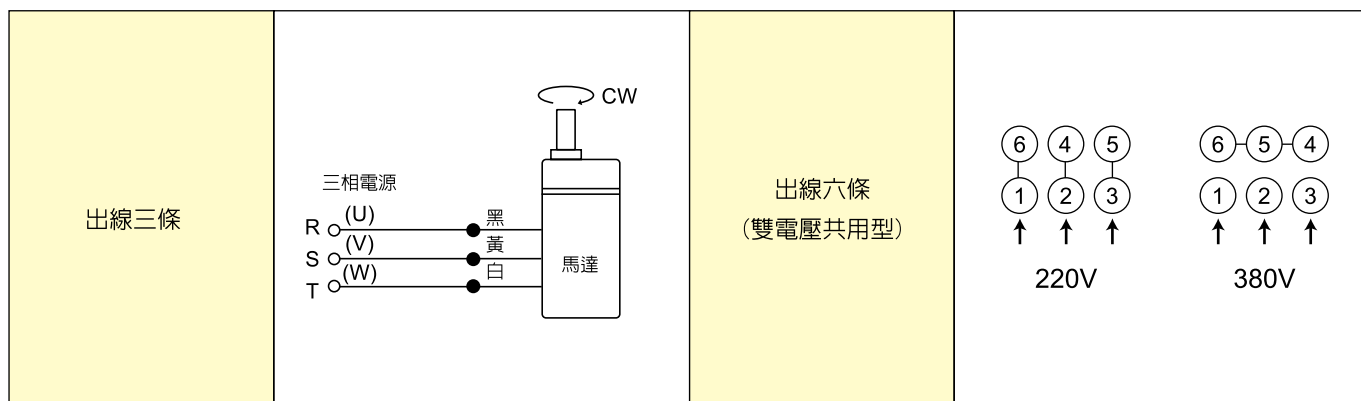 出線三條
CW
三相電源
R (U) 黑
S (V) 黃
T (W) 白
馬達
出線六條
(雙電壓共用型)
6 4 5
1 2 3
220V
6 5 4
1 2 3
380V